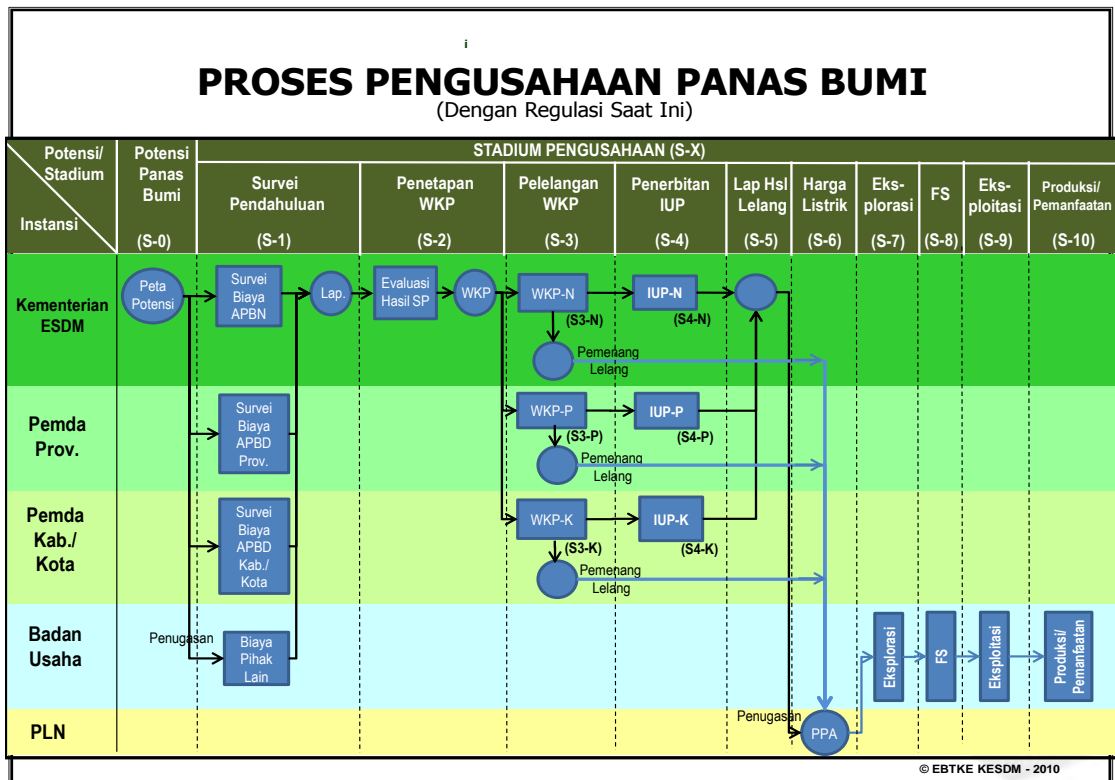 i
PROSES PENGUSAHAAN PANAS BUMI
(Dengan Regulasi Saat Ini)
Potensi/
Stadium
Instansi
Potensi
Panas
Bumi
(S-0)
STADIUM PENGUSAHAAN (S-X)
Survei
Pendahuluan
(S-1)
Penetapan
WKP
(S-2)
Pelelangan
WKP
(S-3)
Penerbitan
IUP
(S-4)
Lap Hsl
Lelang
(S-5)
Harga
Listrik
(S-6)
Eks-
plorasi
(S-7)
FS
(S-8)
Eks-
ploitasi
(S-9)
Produksi/
Pemanfaatan
(S-10)
Kementerian
ESDM
Peta
Potensi
Survei
Biaya
APBN
Lap.
Evaluasi
Hasil SP
WKP
WKP-N
(S3-N)
IUP-N
(S4-N)
Pemenang
Lelang
Pemda
Prov.
Survei
Biaya
APBD
Prov.
WKP-P
(S3-P)
IUP-P
(S4-P)
Pemenang
Lelang
Pemda
Kab./
Kota
Survei
Biaya
APBD
Kab./
Kota
WKP-K
(S3-K)
IUP-K
(S4-K)
Pemenang
Lelang
Badan
Usaha
Penugasan
Biaya
Pihak
Lain
Eksplorasi
FS
Eksploitasi
Produksi/
Pemanfaatan
PLN
Penugasan
PPA
© EBTKE KESDM - 2010